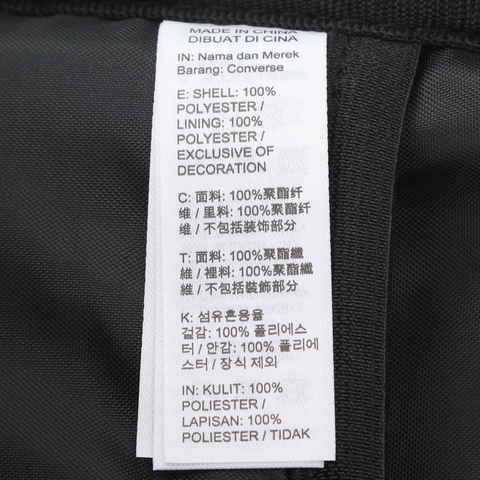 MADE IN CHINA
DIBUAT DI CINA
IN: Nama dan Merek
Barang: Converse
E: SHELL: 100%
POLYESTER /
LINING: 100%
POLYESTER /
EXCLUSIVE OF
DECORATION
C: 面料: 100%聚酯纤
维 / 里料: 100%聚酯纤
维 / 不包括装饰部分
T: 面料: 100%聚酯纖
維 / 裡料: 100%聚酯纖
維 / 不包括裝飾部分
K: 섬유혼용율
겉감: 100% 폴리에스
터 / 안감: 100% 폴리에
스터 / 장식 제외
IN: KULIT: 100%
POLIESTER /
LAPISAN: 100%
POLIESTER / TIDAK